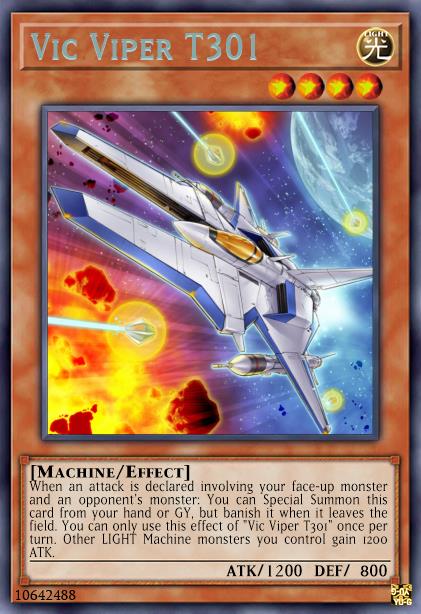 Vic Viper T301
LIGHT
光
[Machine/Effect]
When an attack is declared involving your face-up monster
and an opponent's monster: You can Special Summon this
card from your hand or GY, but banish it when it leaves the
field. You can only use this effect of "Vic Viper T301" once per
turn. Other LIGHT Machine monsters you control gain 1200
ATK.
ATK/1200 DEF/ 800
10642488